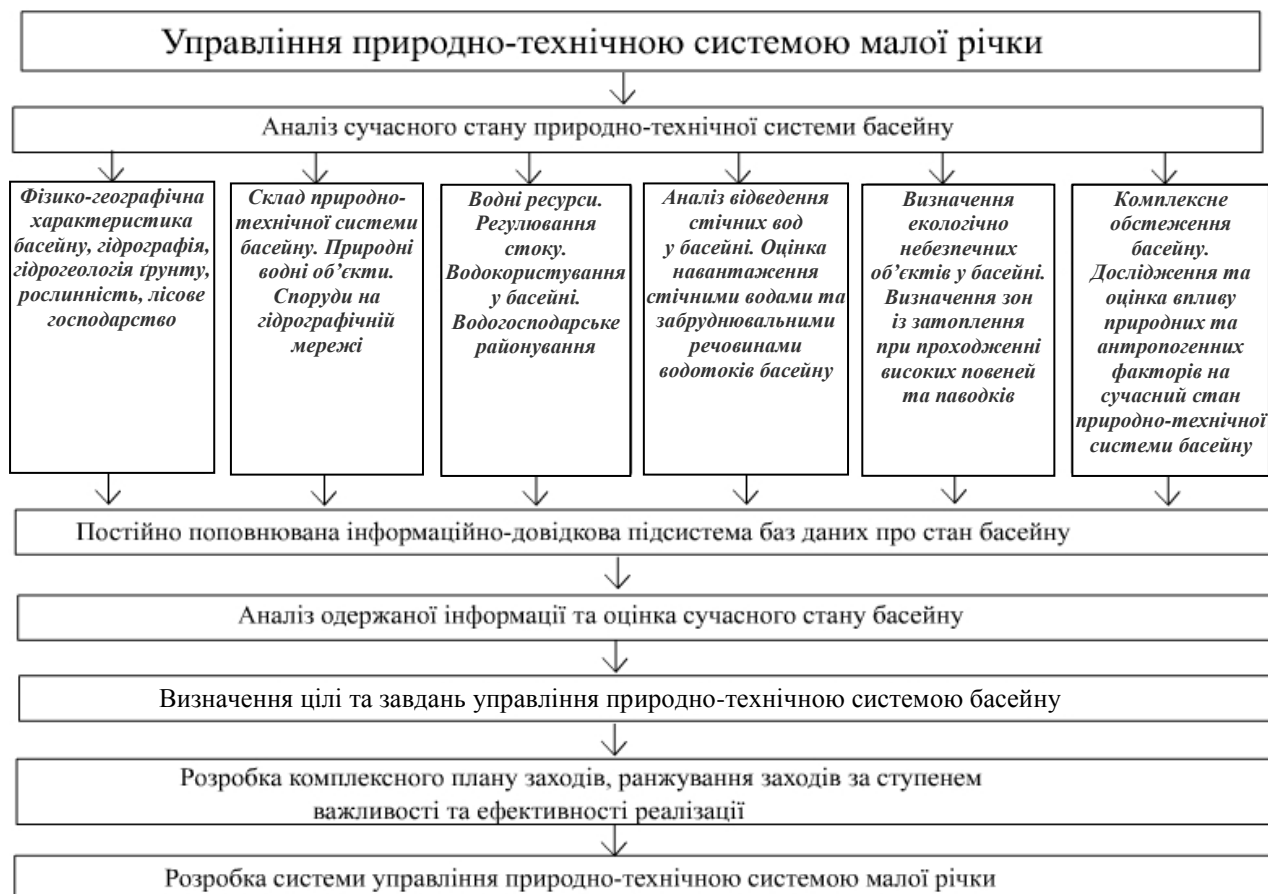 Управління природно-технічною системою малої річки
Аналіз сучасного стану природно-технічної системи басейну
Фізико-географічна
характеристика
басейну, гідрографія,
гідрогеологія ґрунту,
рослинність, лісове
господарство
Склад природно-
технічної системи
басейну. Природні
водні об’єкти.
Споруди на
гідрографічній
мережі
Водні ресурси.
Регулювання
стоку.
Водокористування
у басейні.
Водогосподарське
районування
Аналіз відведення
стічних вод
у басейні. Оцінка
навантаження
стічними водами та
забруднювальними
речовинами
водотоків басейну
Визначення
екологічно
небезпечних
об’єктів у басейні.
Визначення зон
із затоплення
при проходженні
високих повеней
та паводків
Комплексне
обстеження
басейну.
Дослідження та
оцінка впливу
природних та
антропогенних
факторів на
сучасний стан
природно-технічної
системи басейну
Постійно поповнювана інформаційно-довідкова підсистема баз даних про стан басейну
Аналіз одержаної інформації та оцінка сучасного стану басейну
Визначення цілі та завдань управління природно-технічною системою басейну
Розробка комплексного плану заходів, ранжування заходів за ступенем
важливості та ефективності реалізації
Розробка системи управління природно-технічною системою малої річки